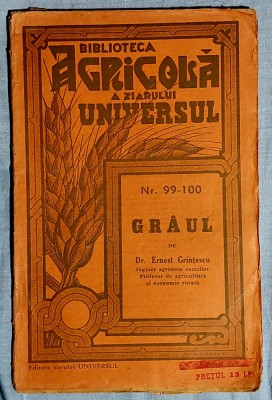 BIBLIOTECA
AGRICOLĂ
A ZIARULUI
UNIVERSUL
Nr. 99-100
GRÂUL
DE
Dr. Ernest Grințescu
Inginer agronom, consilier
Profesor de agricultură
și economie rurală
Editura ziarului UNIVERSUL
PREȚUL 25 LEI